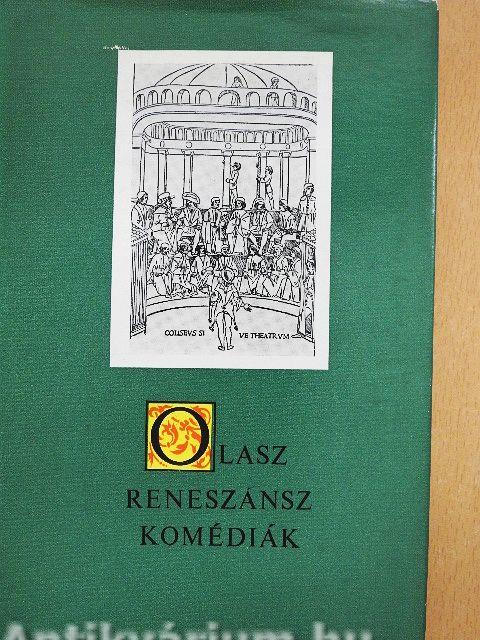 COLISEVS SI VE THEATRVM
OLASZ
RENESZÁNSZ
KOMÉDIÁK
Antikvárium.hu